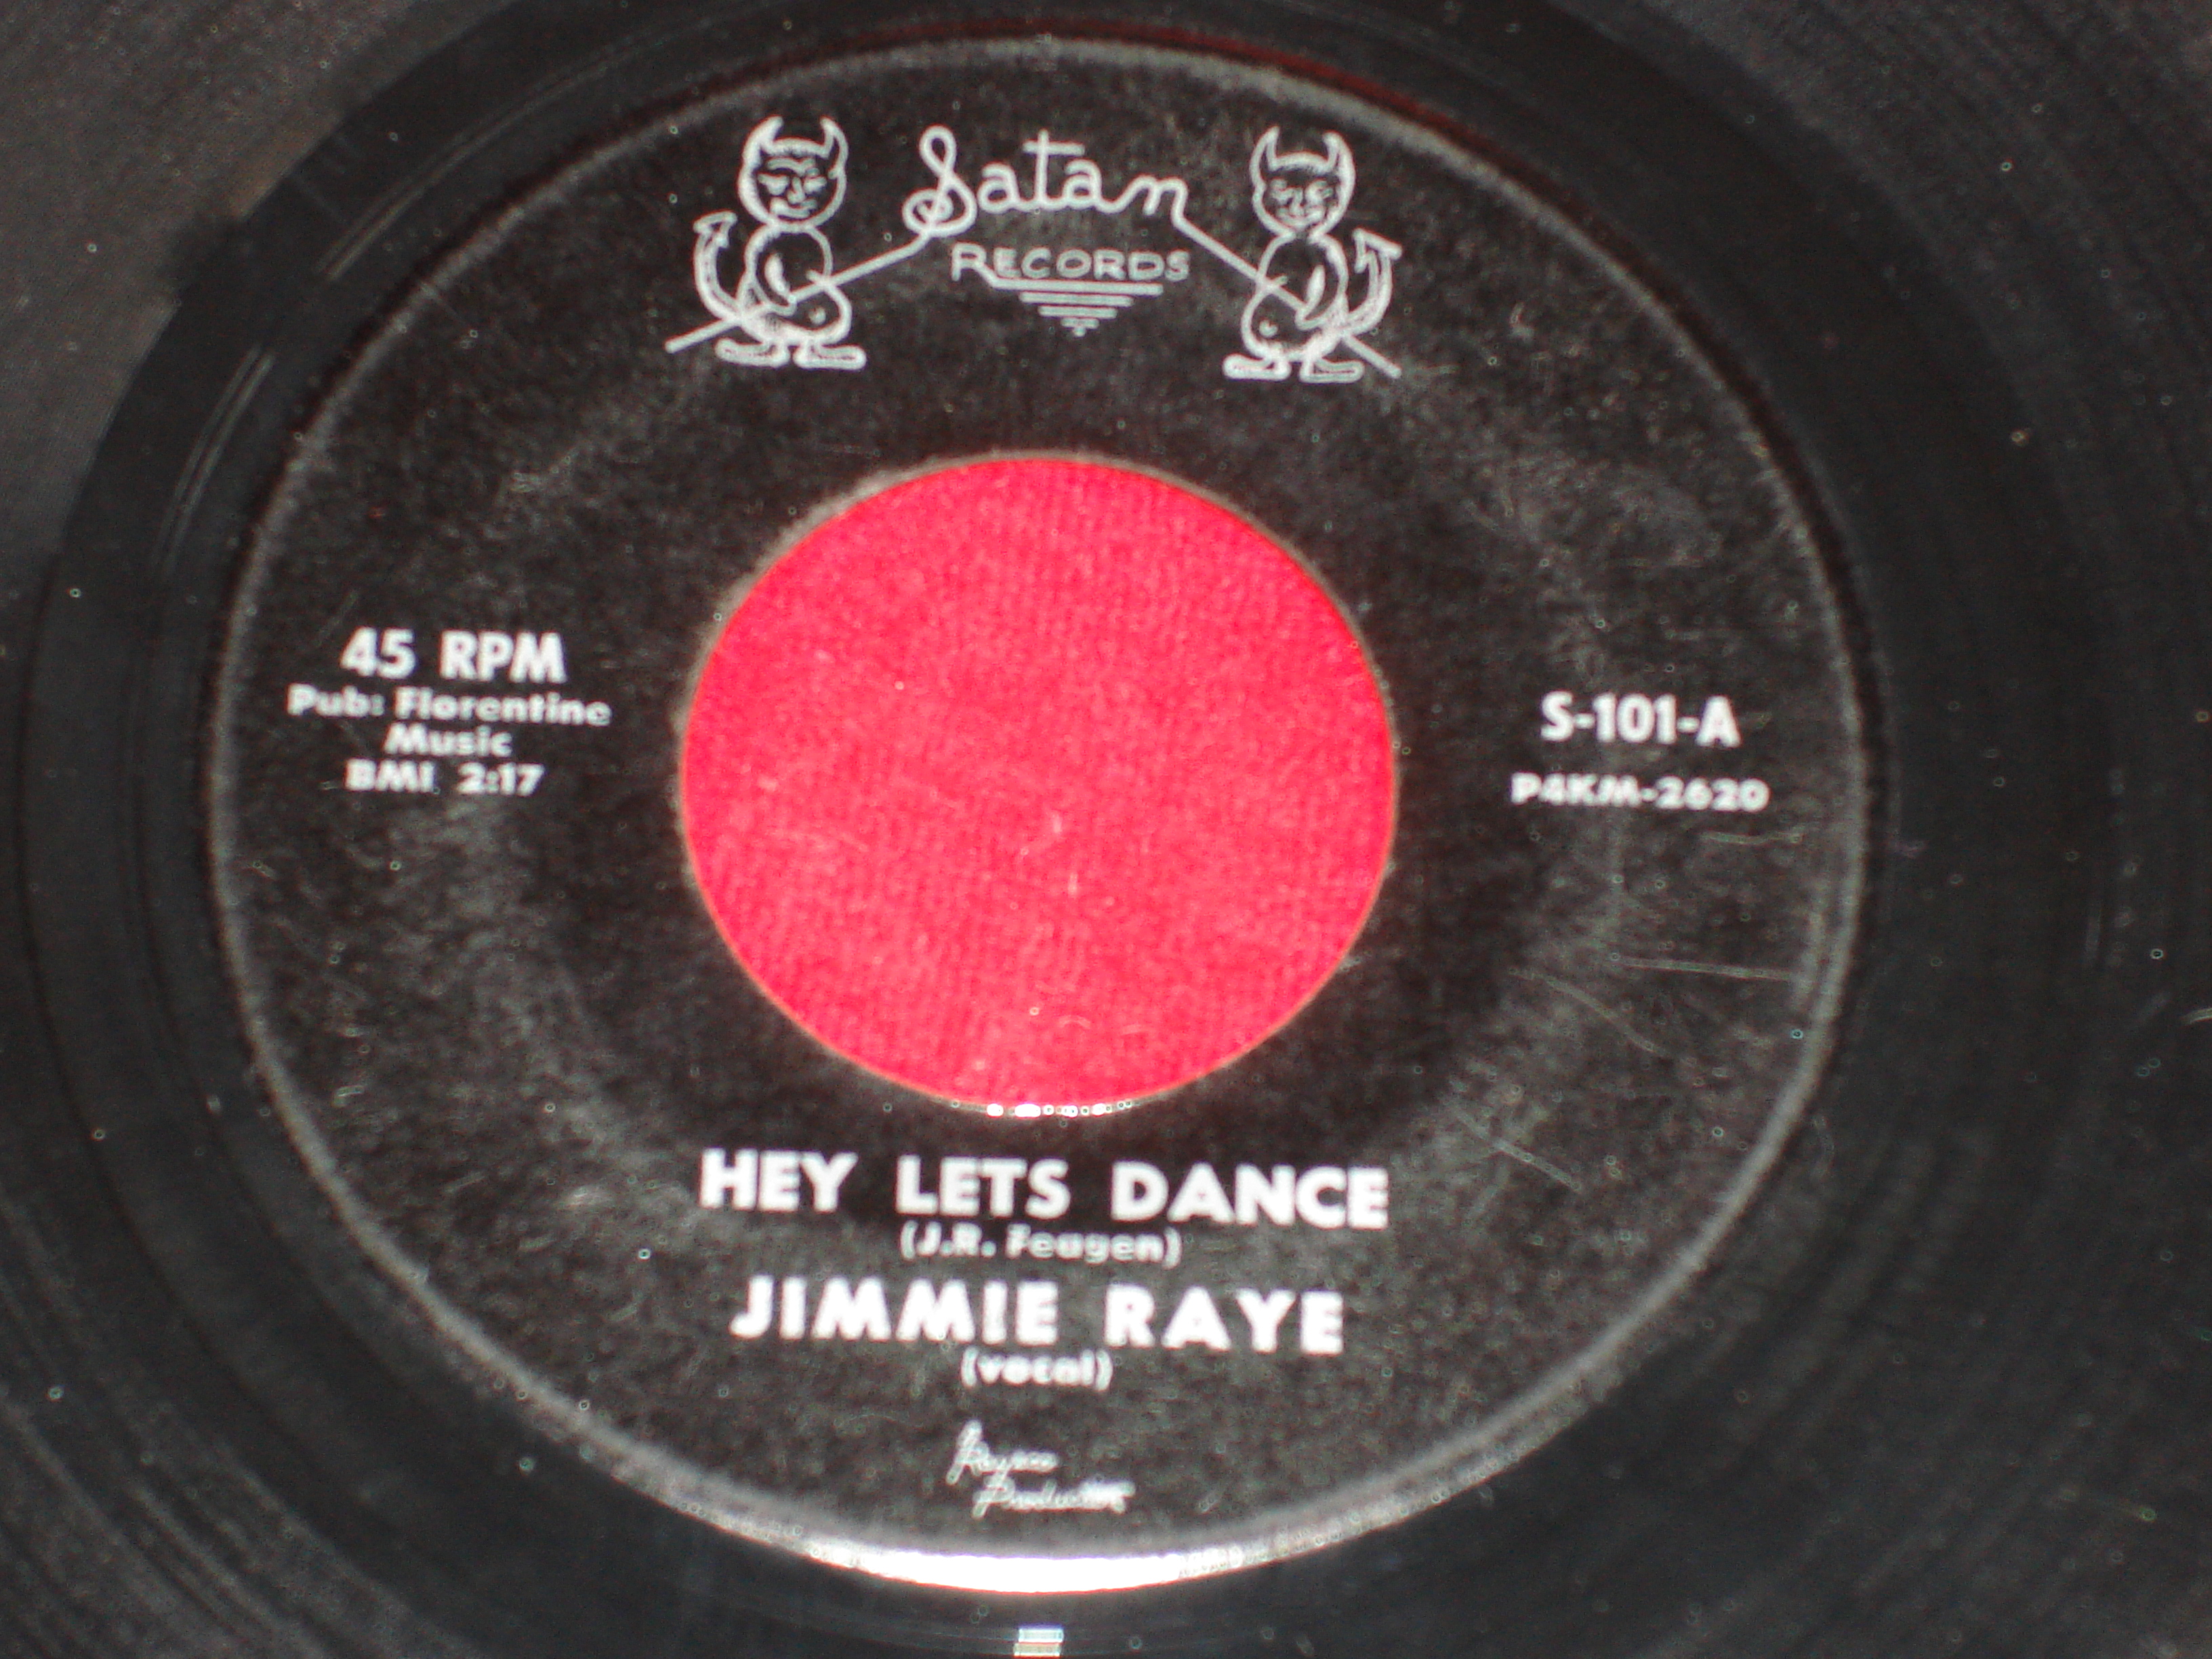 Satan
RECORDS
45 RPM
Pub: Florentine
Music
BMI 2:17
S-101-A
P4KM-2620
HEY LETS DANCE
(J.R. Feugen)
JIMMIE RAYE
(vocal)